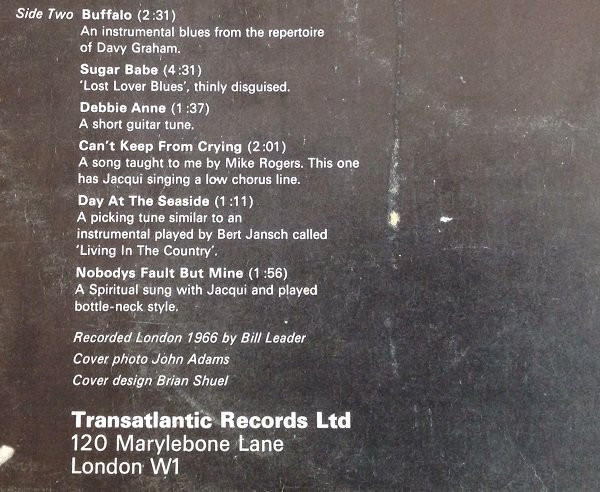 Side Two Buffalo (2:31)
An instrumental blues from the repertoire
of Davy Graham.
Sugar Babe (4:31)
'Lost Lover Blues', thinly disguised.
Debbie Anne (1:37)
A short guitar tune.
Can't Keep From Crying (2:01)
A song taught to me by Mike Rogers. This one
has Jacqui singing a low chorus line.
Day At The Seaside (1:11)
A picking tune similar to an
instrumental played by Bert Jansch called
'Living In The Country'.
Nobodys Fault But Mine (1:56)
A Spiritual sung with Jacqui and played
bottle-neck style.
Recorded London 1966 by Bill Leader
Cover photo John Adams
Cover design Brian Shuel
Transatlantic Records Ltd
120 Marylebone Lane
London W1